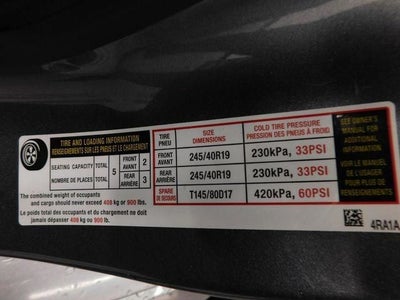 TIRE AND LOADING INFORMATION
RENSEIGNEMENTS SUR LES PNEUS ET LE CHARGEMENT
SEATING CAPACITY TOTAL 5 FRONT AVANT 2
NOMBRE DE PLACES TOTAL REAR ARRIÈRE 3
The combined weight of occupants
and cargo should never exceed 408 kg or 900 lbs.
Le poids total des occupants et du chargement ne doit
jamais dépasser 408 kg ou 900 lbs.
TIRE PNEU SIZE DIMENSIONS COLD TIRE PRESSURE PRESSION DES PNEUS À FROID
FRONT AVANT 245/40R19 230kPa, 33PSI
REAR ARRIÈRE 245/40R19 230kPa, 33PSI
SPARE DE SECOURS T145/80D17 420kPa, 60PSI
SEE OWNER'S
MANUAL FOR
ADDITIONAL
INFORMATION
VOIR LE MANUEL
DE L'USAGER
POUR PLUS DE
RENSEIGNEMENTS
4RA1A